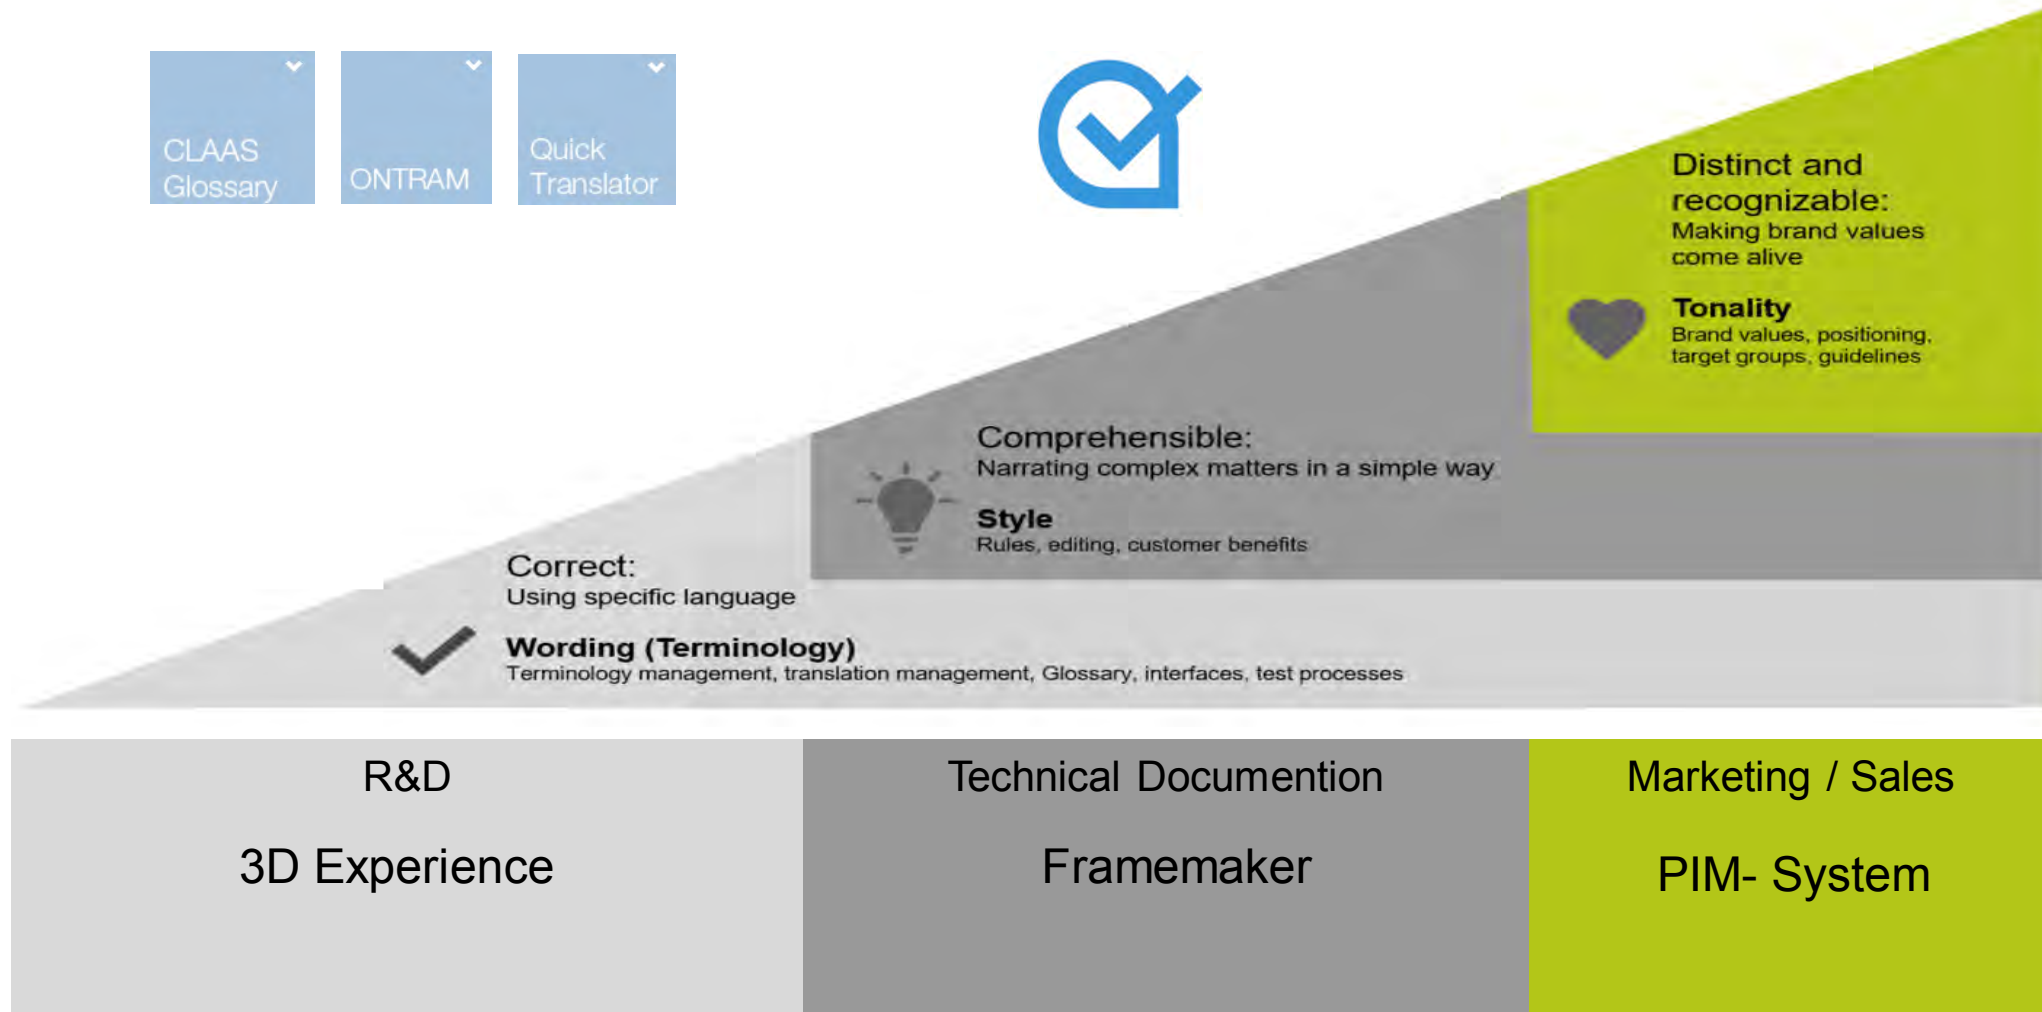 CLAAS
Glossary
ONTRAM
Quick
Translator
Distinct and
recognizable:
Making brand values
come alive
Tonality
Brand values, positioning,
target groups, guidelines
Comprehensible:
Narrating complex matters in a simple way
Style
Rules, editing, customer benefits
Correct:
Using specific language
Wording (Terminology)
Terminology management, translation management, Glossary, interfaces, test processes
R&D
Technical Documention
Marketing / Sales
3D Experience
Framemaker
PIM- System